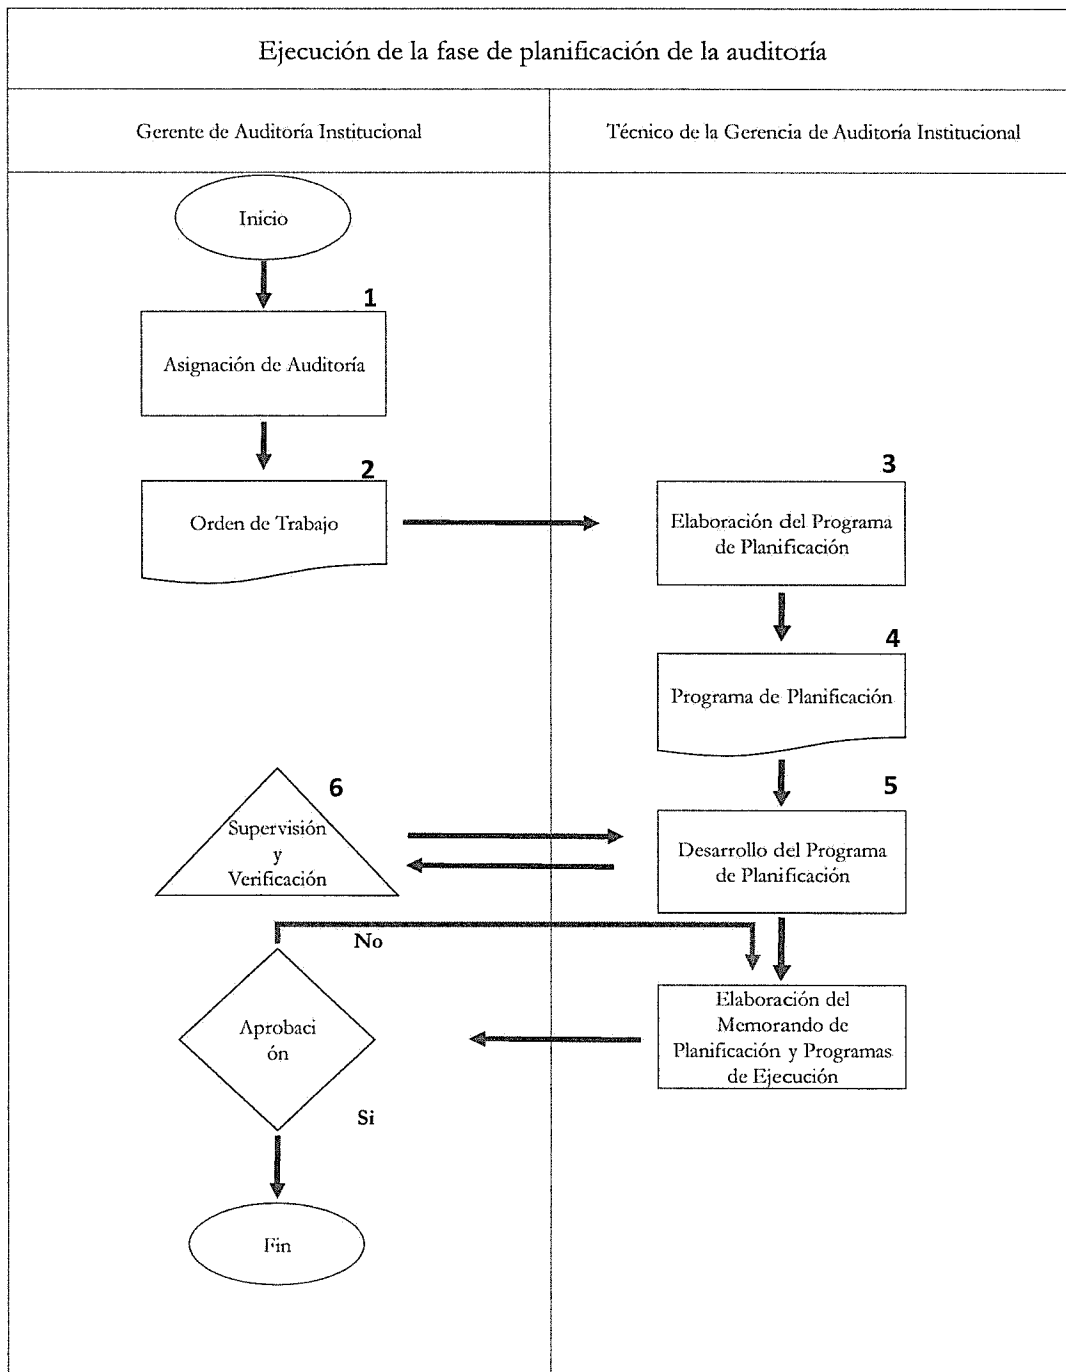 Ejecución de la fase de planificación de la auditoría
Gerente de Auditoría Institucional
Técnico de la Gerencia de Auditoría Institucional
Inicio
1
Asignación de Auditoría
2
Orden de Trabajo
3
Elaboración del Programa
de Planificación
4
Programa de Planificación
5
Desarrollo del Programa
de Planificación
6
Supervisión
y
Verificación
No
Elaboración del
Memorando de
Planificación y Programas
de Ejecución
Aprobaci
ón
Si
Fin